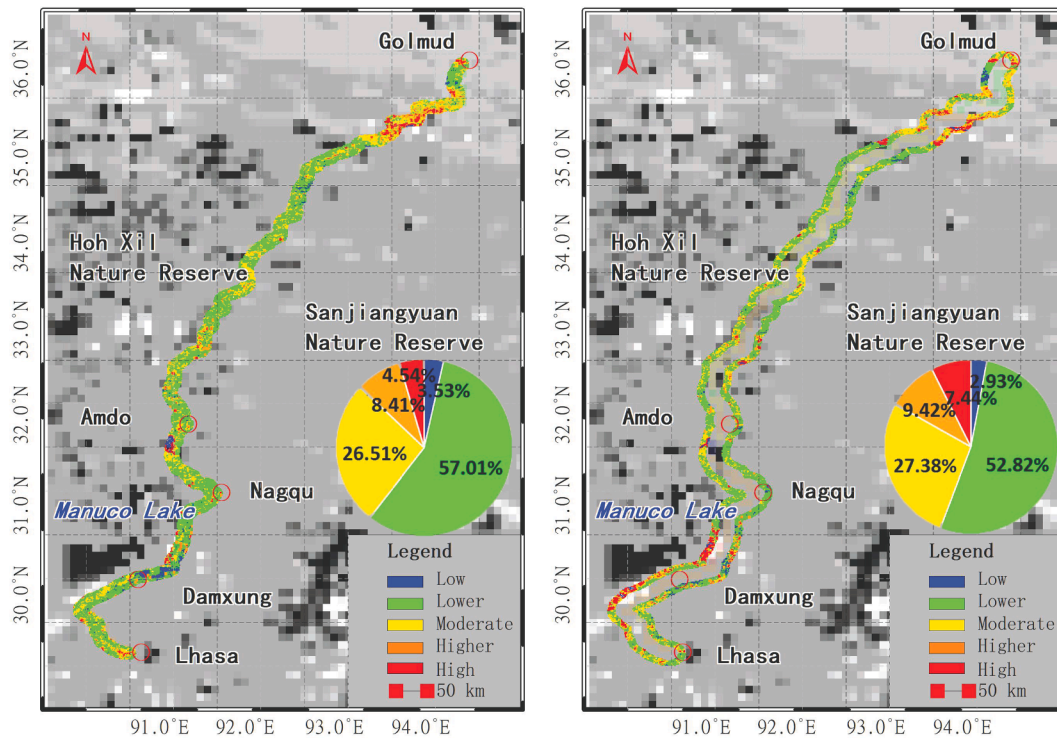 N
Golmud
36.0°N
35.0°N
34.0°N
33.0°N
32.0°N
31.0°N
30.0°N
Hoh Xil
Nature Reserve
Sanjiangyuan
Nature Reserve
4.54%
3.53%
8.41%
26.51%
57.01%
Amdo
Nagqu
Manuco Lake
Damxung
Lhasa
Legend
Low
Lower
Moderate
Higher
High
50 km
91.0°E 92.0°E 93.0°E 94.0°E
N
Golmud
36.0°N
35.0°N
34.0°N
33.0°N
32.0°N
31.0°N
30.0°N
Hoh Xil
Nature Reserve
Sanjiangyuan
Nature Reserve
2.93%
7.44%
9.42%
27.38%
52.82%
Amdo
Nagqu
Manuco Lake
Damxung
Lhasa
Legend
Low
Lower
Moderate
Higher
High
50 km
91.0°E 92.0°E 93.0°E 94.0°E